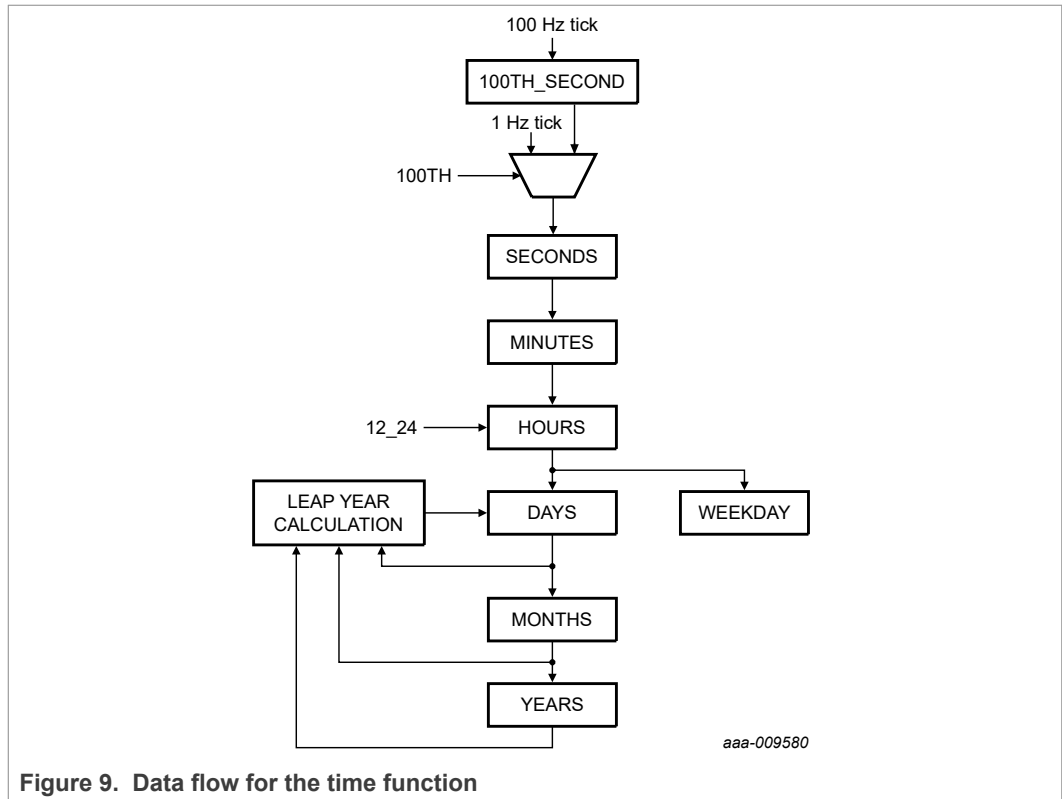 100 Hz tick
100TH_SECOND
1 Hz tick
100TH
SECONDS
MINUTES
12_24
HOURS
LEAP YEAR
CALCULATION
DAYS
WEEKDAY
MONTHS
YEARS
aaa-009580
Figure 9. Data flow for the time function